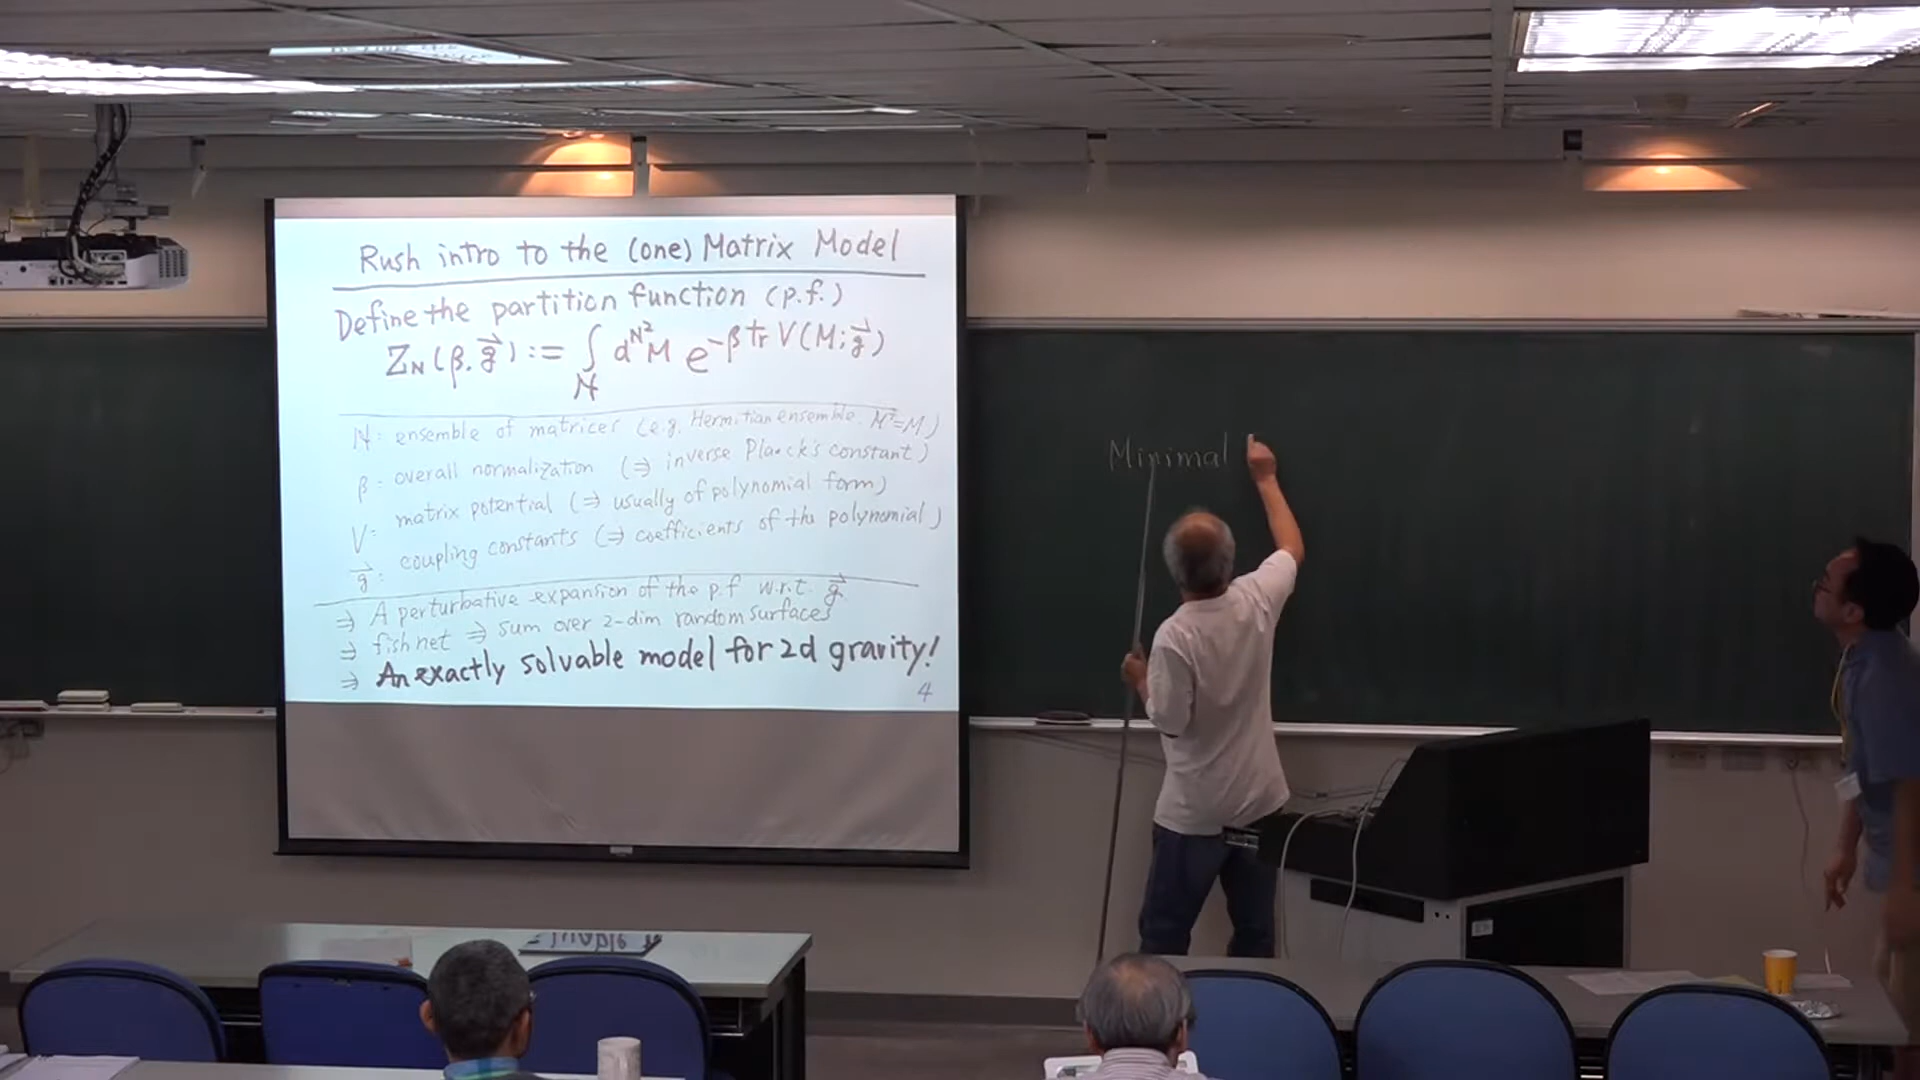 Rush intro to the (one) Matrix Model
Define the partition function (p.f.)
Z_N(β, g⃗) := ∫_𝓝 d^{N²}M e^{-β tr V(M; g⃗)}
𝓝: ensemble of matrices (e.g. Hermitian ensemble. M†=M)
β: overall normalization (⇒ inverse Planck's constant)
V: matrix potential (⇒ usually of polynomial form)
g⃗: coupling constants (⇒ coefficients of the polynomial)
⇒ A perturbative expansion of the p.f w.r.t. g⃗
⇒ fishnet ⇒ sum over 2-dim random surfaces
⇒ An exactly solvable model for 2d gravity!
4
Minimal